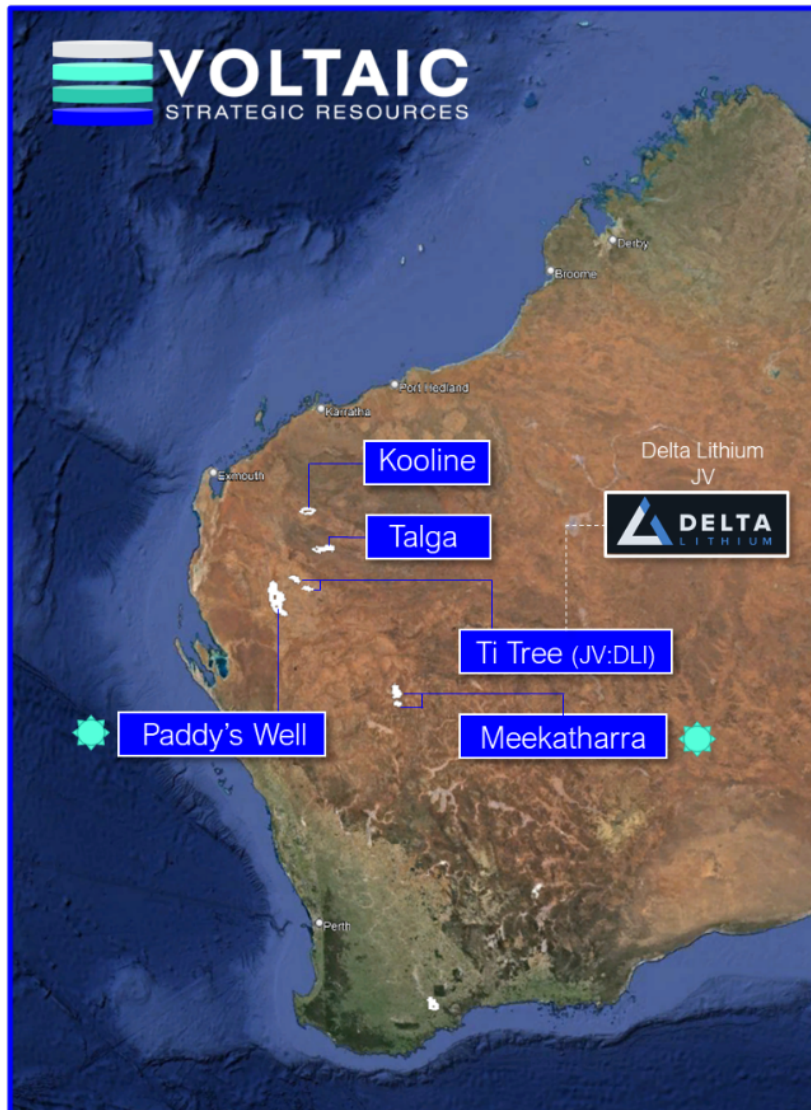 VOLTAIC
STRATEGIC RESOURCES
Derby
Broome
Port Hedland
Karratha
Exmouth
Kooline
Delta Lithium
JV
DELTA
LITHIUM
Talga
Ti Tree (JV:DLI)
Paddy's Well
Meekatharra
Perth